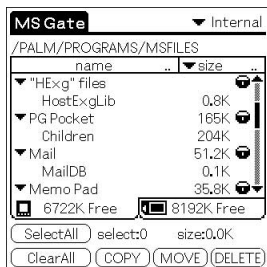 MS Gate ▼ Internal
/PALM/PROGRAMS/MSFILES
name .. ▼size ..
▼"HExg" files
HostExgLib 0.8K
▼PG Pocket 165K
Children 204K
▼Mail 51.2K
MailDB 0.1K
▼Memo Pad 35.8K
6722K Free 8192K Free
SelectAll select:0 size:0.0K
ClearAll COPY MOVE DELETE